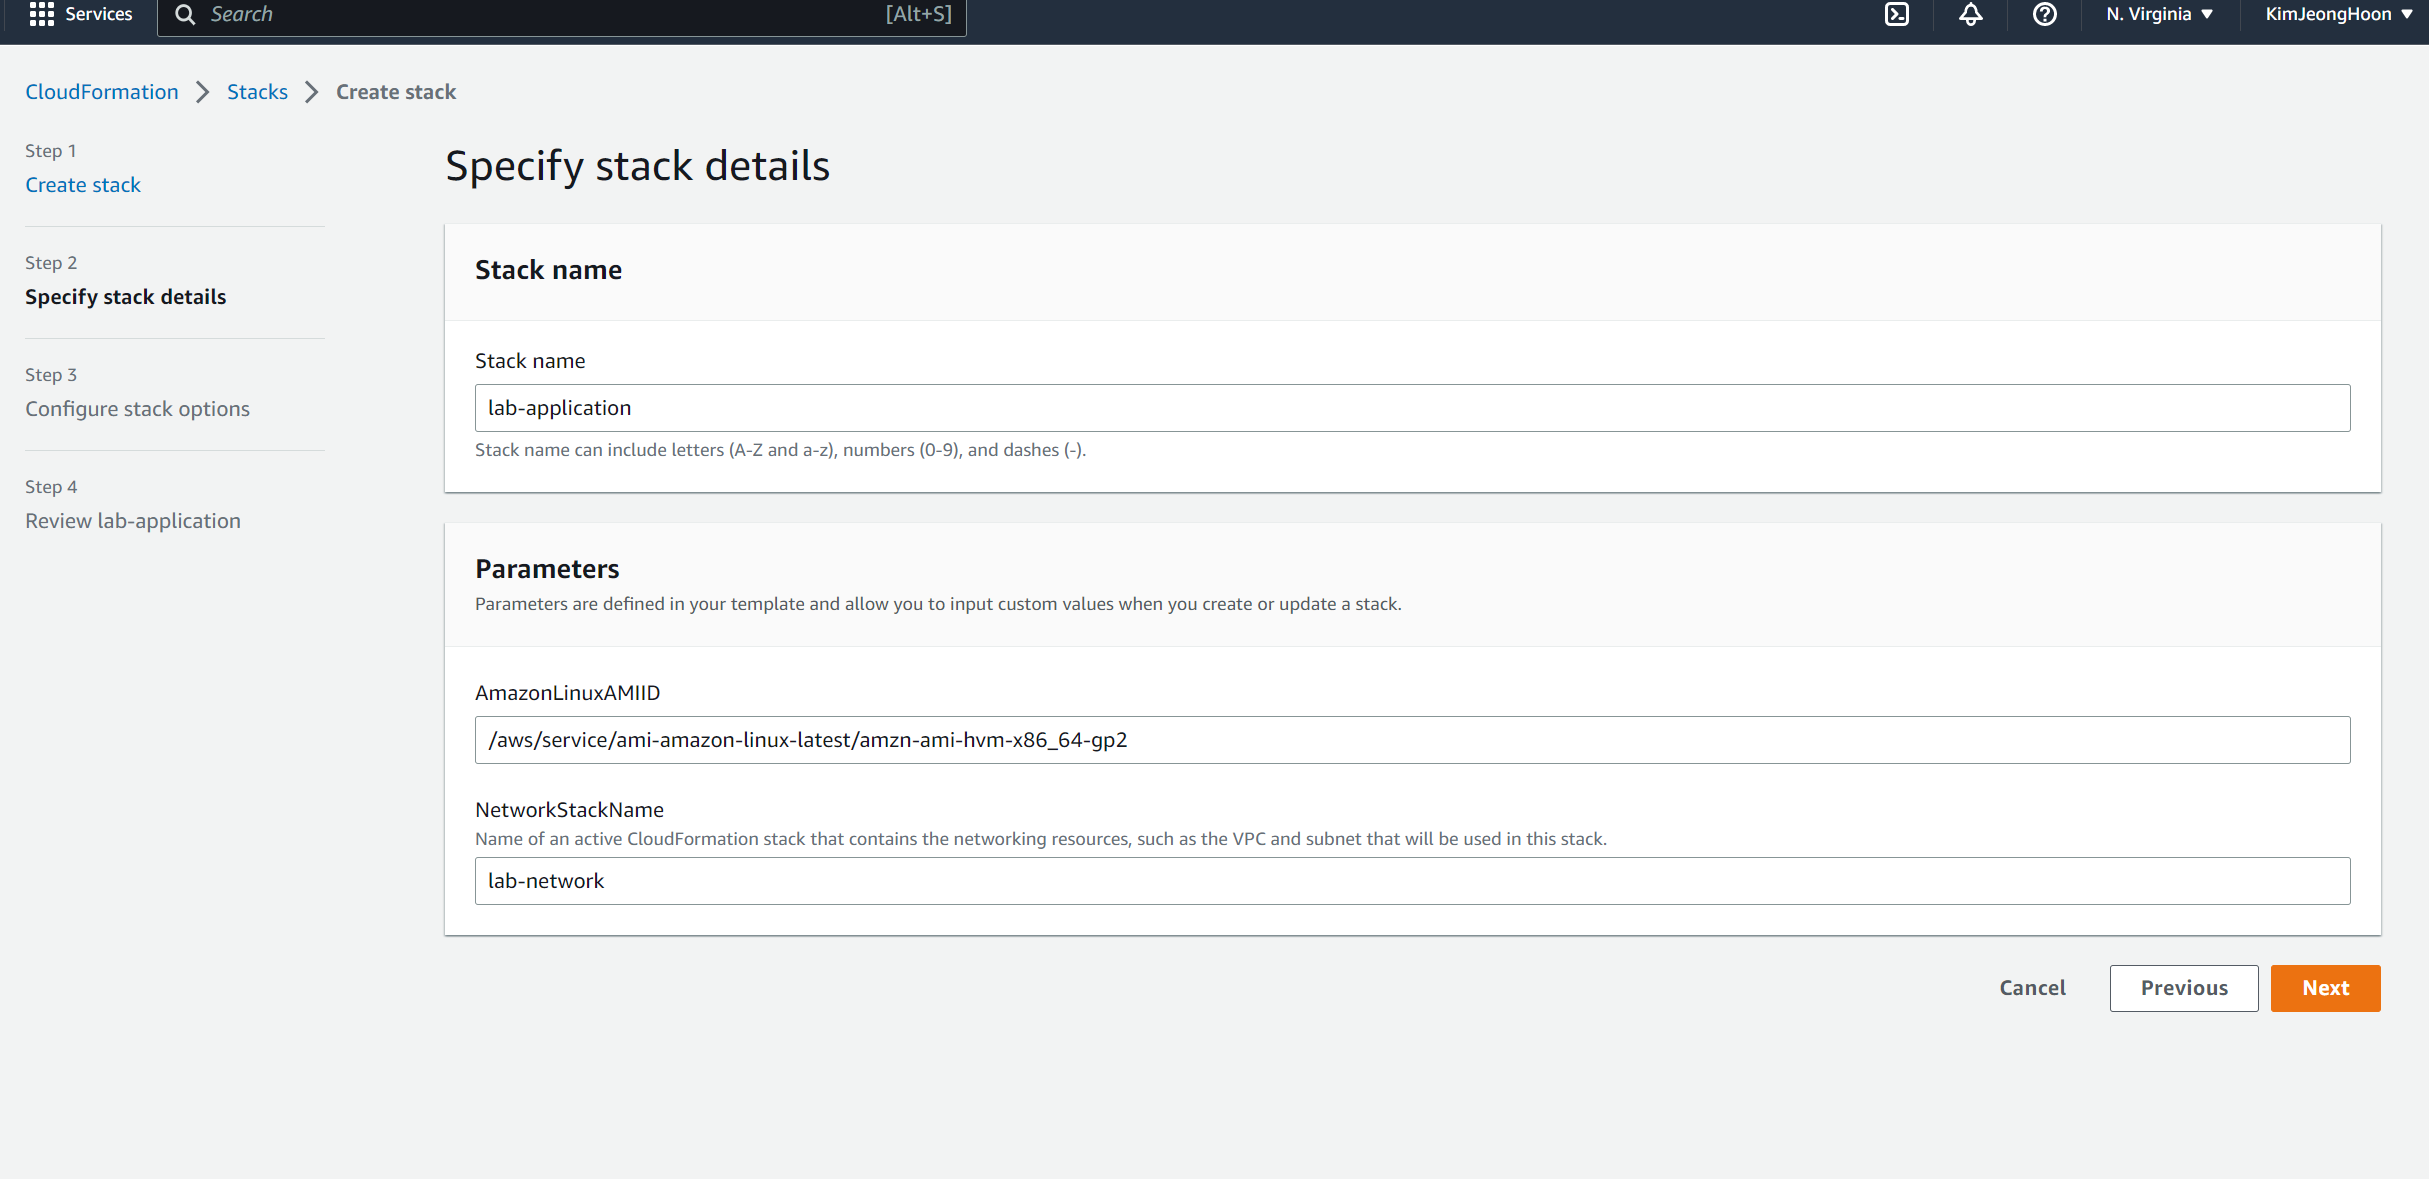 Services
Search
[Alt+S]
N. Virginia
KimJeongHoon
CloudFormation
Stacks
Create stack
Step 1
Create stack
Step 2
Specify stack details
Step 3
Configure stack options
Step 4
Review lab-application
Specify stack details
Stack name
Stack name
lab-application
Stack name can include letters (A-Z and a-z), numbers (0-9), and dashes (-).
Parameters
Parameters are defined in your template and allow you to input custom values when you create or update a stack.
AmazonLinuxAMIID
/aws/service/ami-amazon-linux-latest/amzn-ami-hvm-x86_64-gp2
NetworkStackName
Name of an active CloudFormation stack that contains the networking resources, such as the VPC and subnet that will be used in this stack.
lab-network
Cancel
Previous
Next